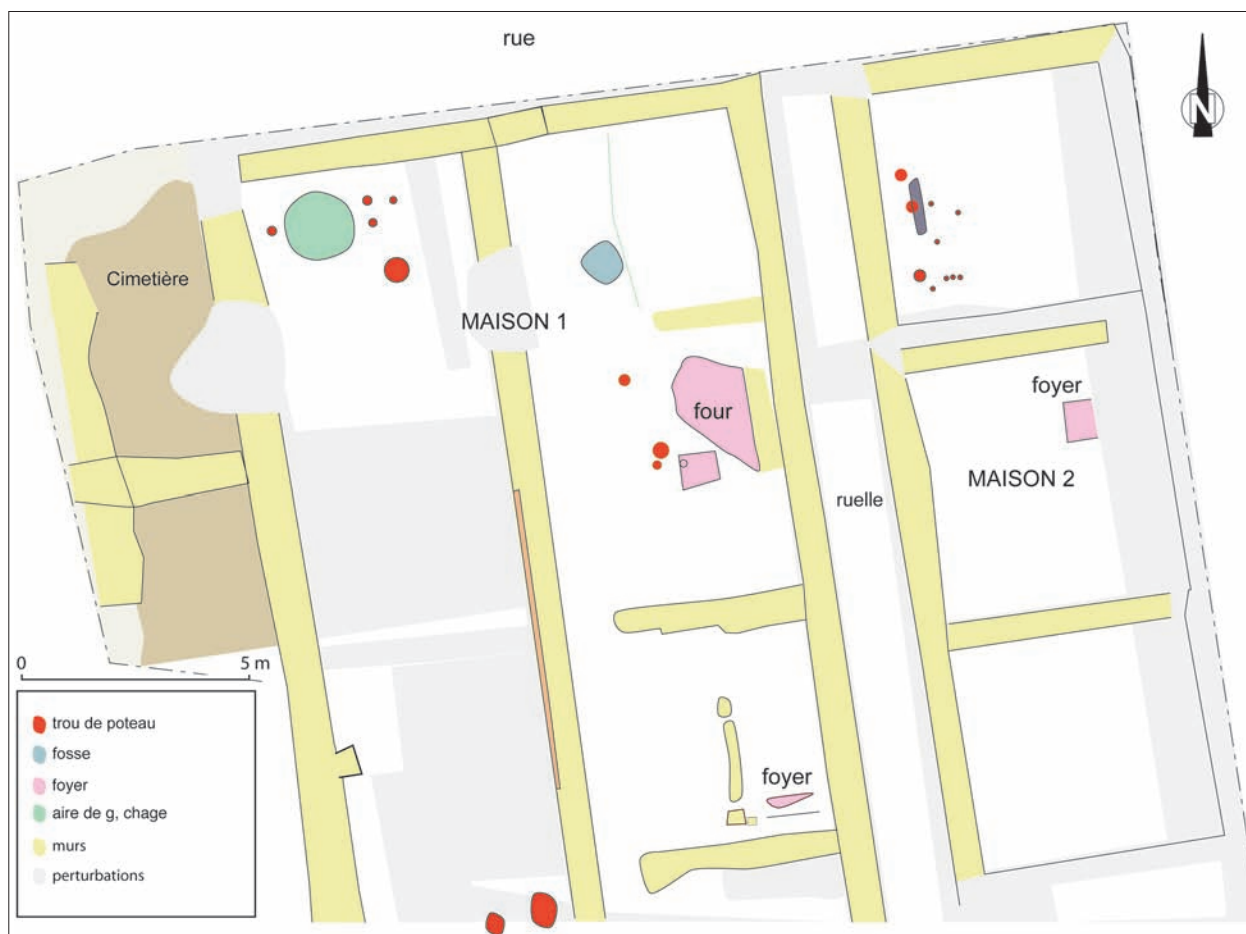 rue
N
Cimetière
MAISON 1
four
foyer
MAISON 2
ruelle
foyer
0 5 m
trou de poteau
fosse
foyer
aire de g, chage
murs
perturbations